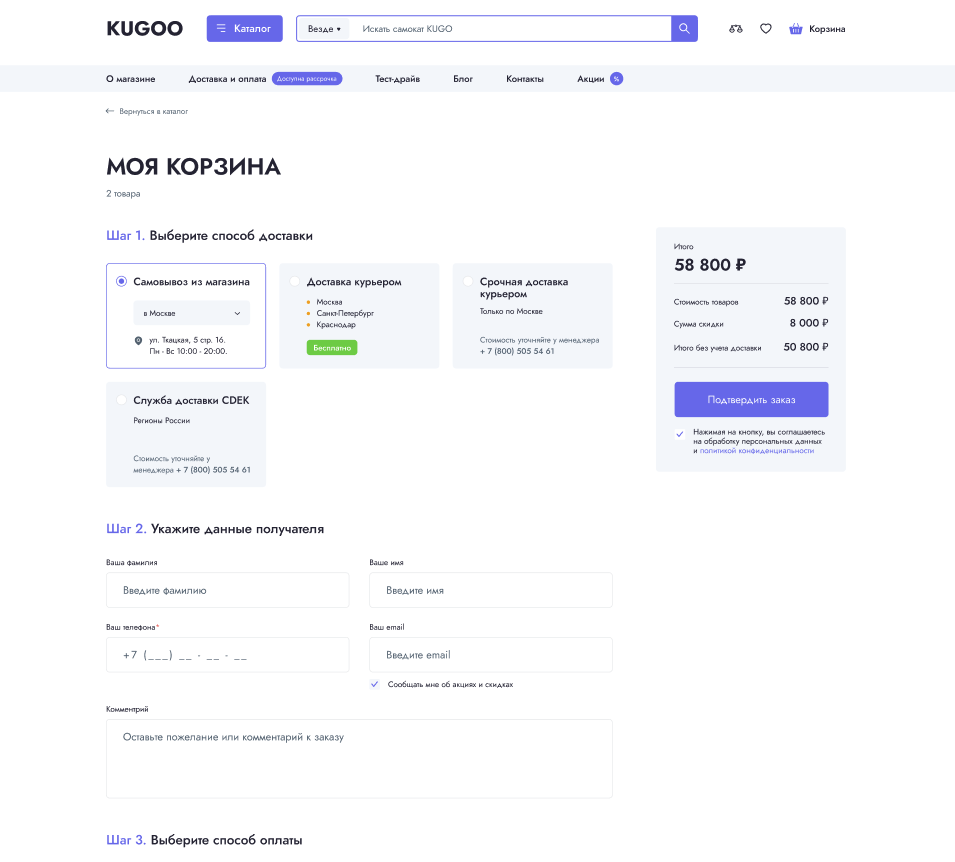 KUGOO
Каталог
Везде
Искать самокат KUGO
Корзина
О магазине
Доставка и оплата
Доступна рассрочка
Тест-драйв
Блог
Контакты
Акции
%
Вернуться в каталог
МОЯ КОРЗИНА
2 товара
Шаг 1. Выберите способ доставки
Самовывоз из магазина
в Москве
ул. Ткацкая, 5 стр. 16.
Пн - Вс 10:00 - 20:00.
Доставка курьером
Москва
Санкт-Петербург
Краснодар
Бесплатно
Срочная доставка
курьером
Только по Москве
Стоимость уточняйте у менеджера
+ 7 (800) 505 54 61
Служба доставки CDEK
Регионы России
Стоимость уточняйте у
менеджера + 7 (800) 505 54 61
Итого
58 800 ₽
Стоимость товаров 58 800 ₽
Сумма скидки 8 000 ₽
Итого без учета доставки 50 800 ₽
Подтвердить заказ
Нажимая на кнопку, вы соглашаетесь
на обработку персональных данных
и политикой конфиденциальности
Шаг 2. Укажите данные получателя
Ваша фамилия
Введите фамилию
Ваше имя
Введите имя
Ваш телефона*
+7 (___) __ - __ - __
Ваш email
Введите email
Сообщать мне об акциях и скидках
Комментрий
Оставьте пожелание или комментарий к заказу
Шаг 3. Выберите способ оплаты